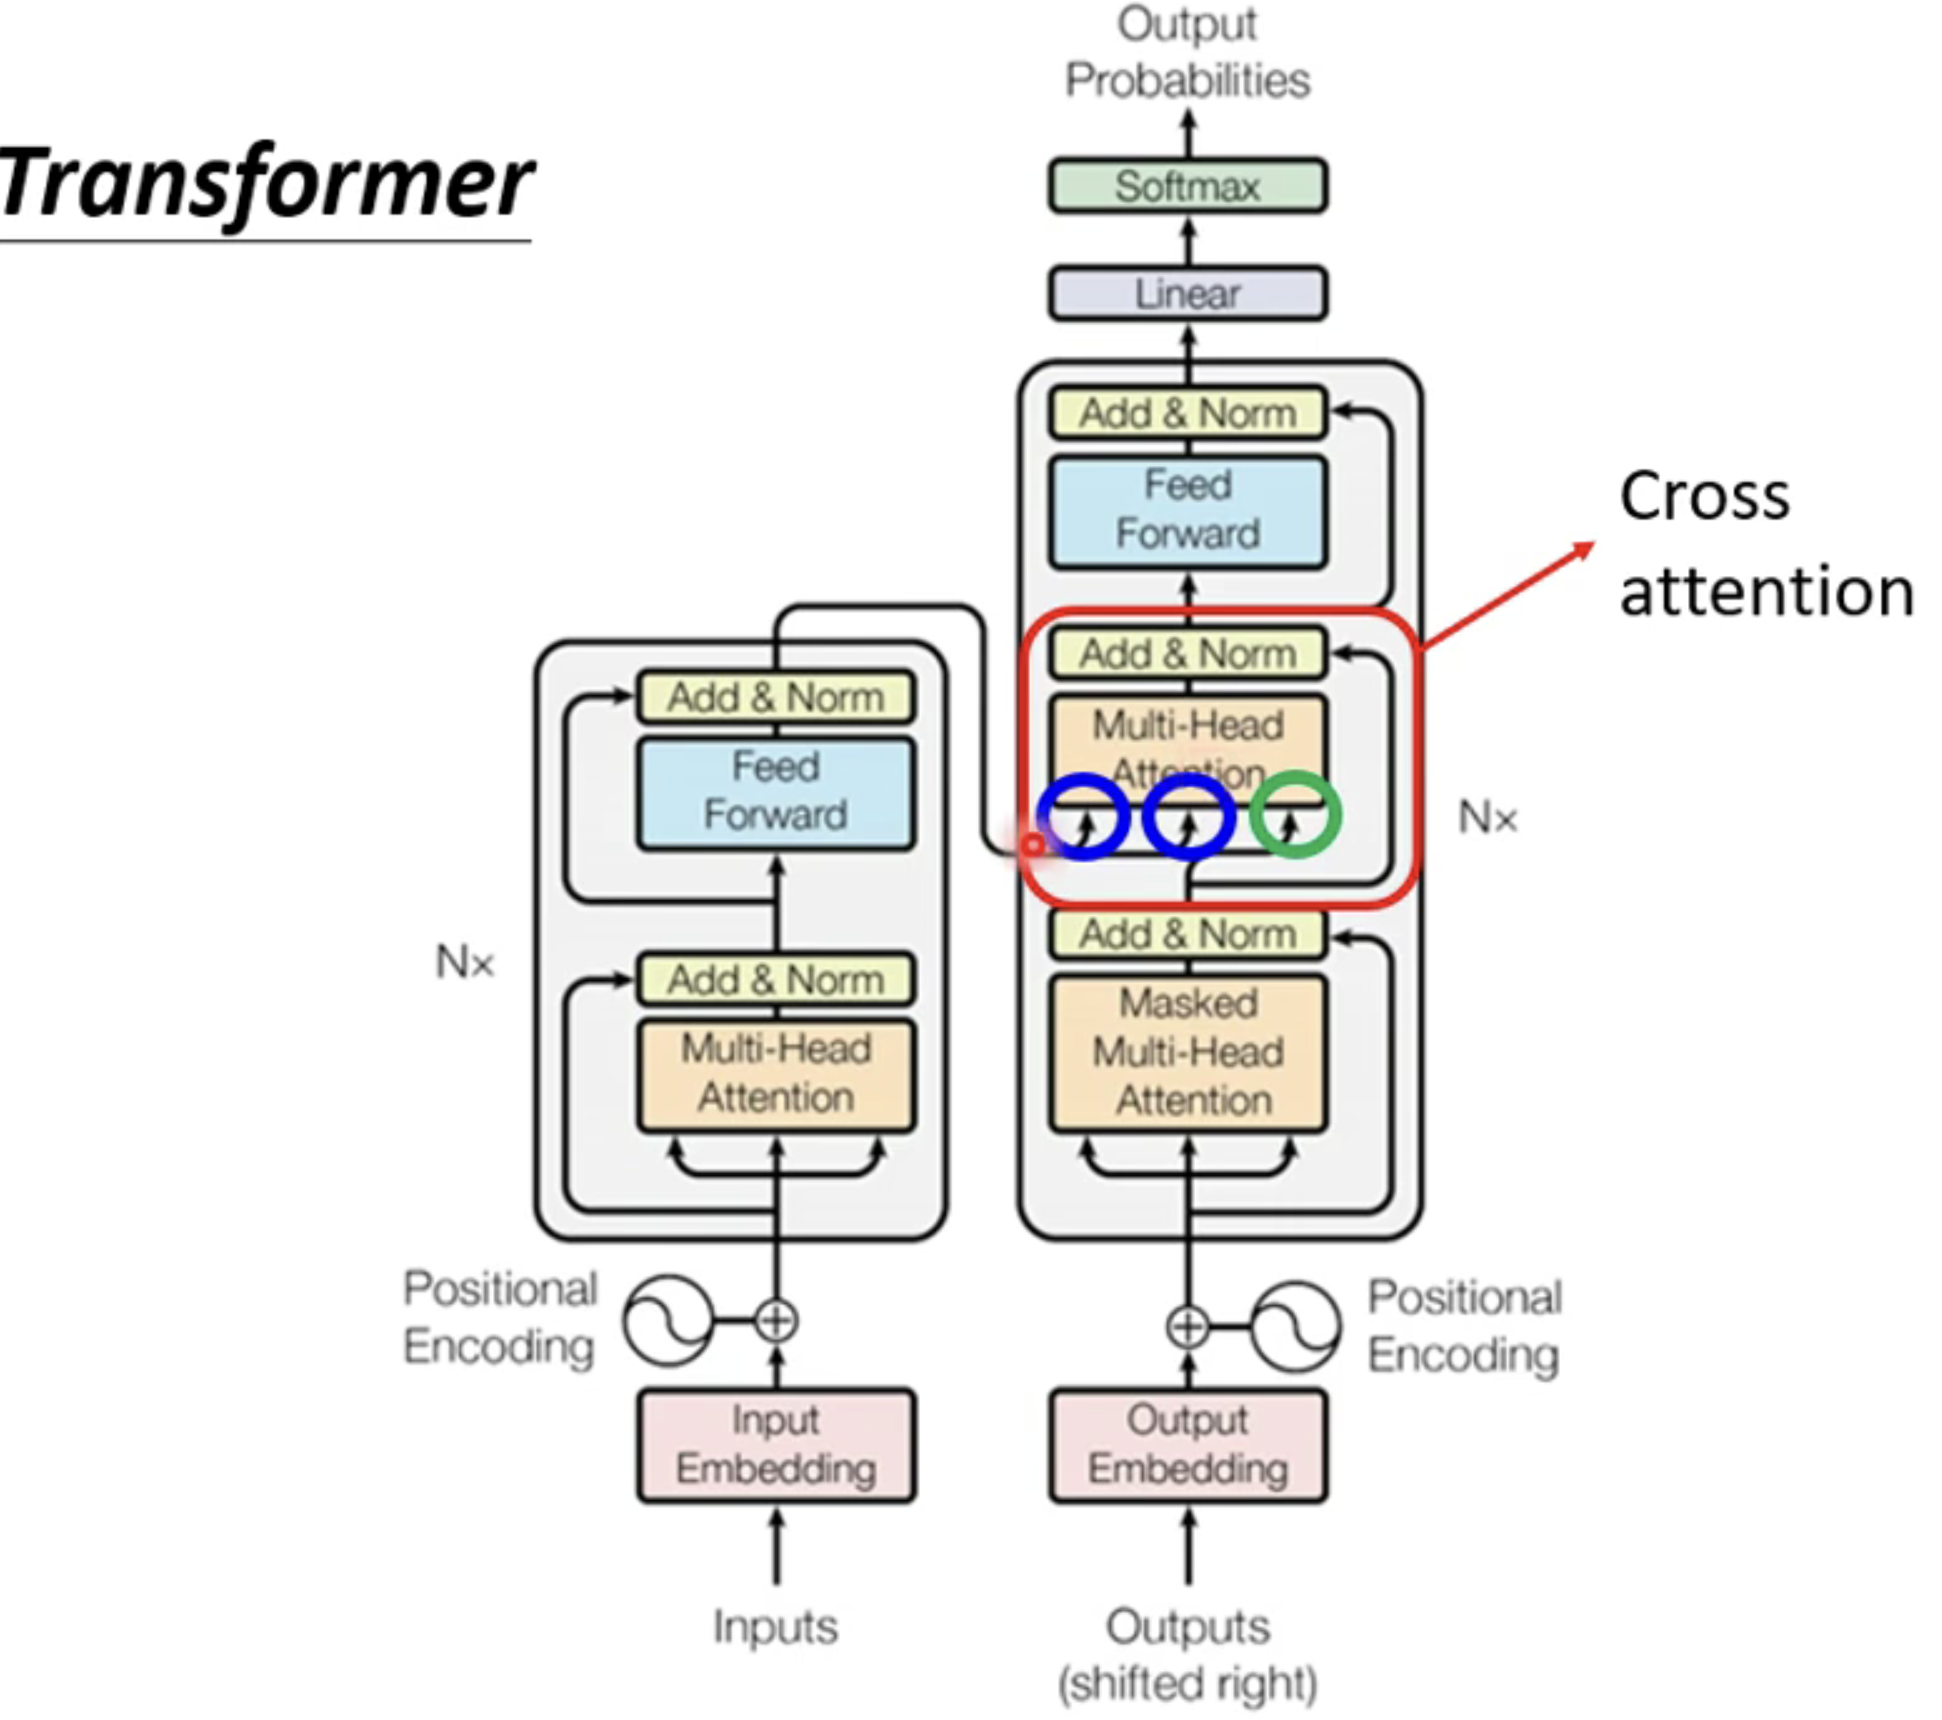 Transformer
Output
Probabilities
Softmax
Linear
Add & Norm
Feed
Forward
Cross
attention
Add & Norm
Multi-Head
Attention
Nx
Add & Norm
Masked
Multi-Head
Attention
Add & Norm
Feed
Forward
Nx
Add & Norm
Multi-Head
Attention
Positional
Encoding
Positional
Encoding
Input
Embedding
Output
Embedding
Inputs
Outputs
(shifted right)